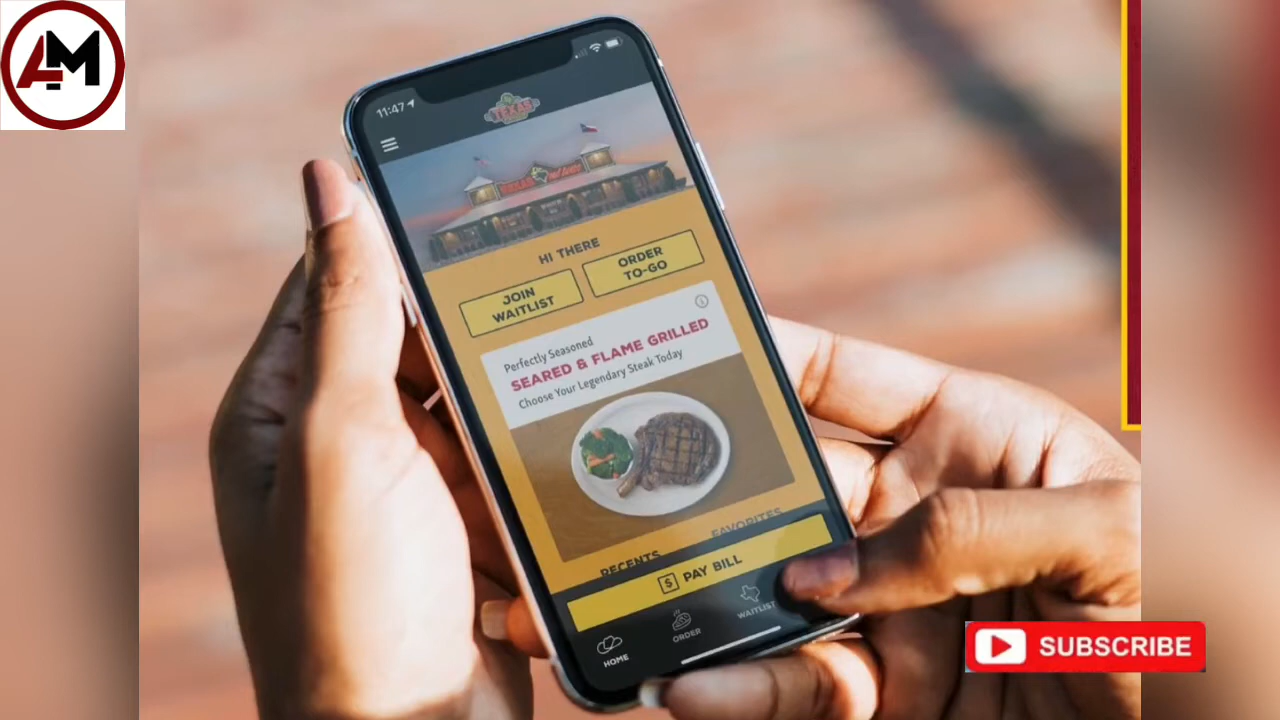 AM
11:47
TEXAS
TEXAS
HI THERE
JOIN
WAITLIST
ORDER
TO-GO
Perfectly Seasoned
SEARED & FLAME GRILLED
Choose Your Legendary Steak Today
RECENTS
FAVORITES
$ PAY BILL
HOME
ORDER
WAITLIST
SUBSCRIBE